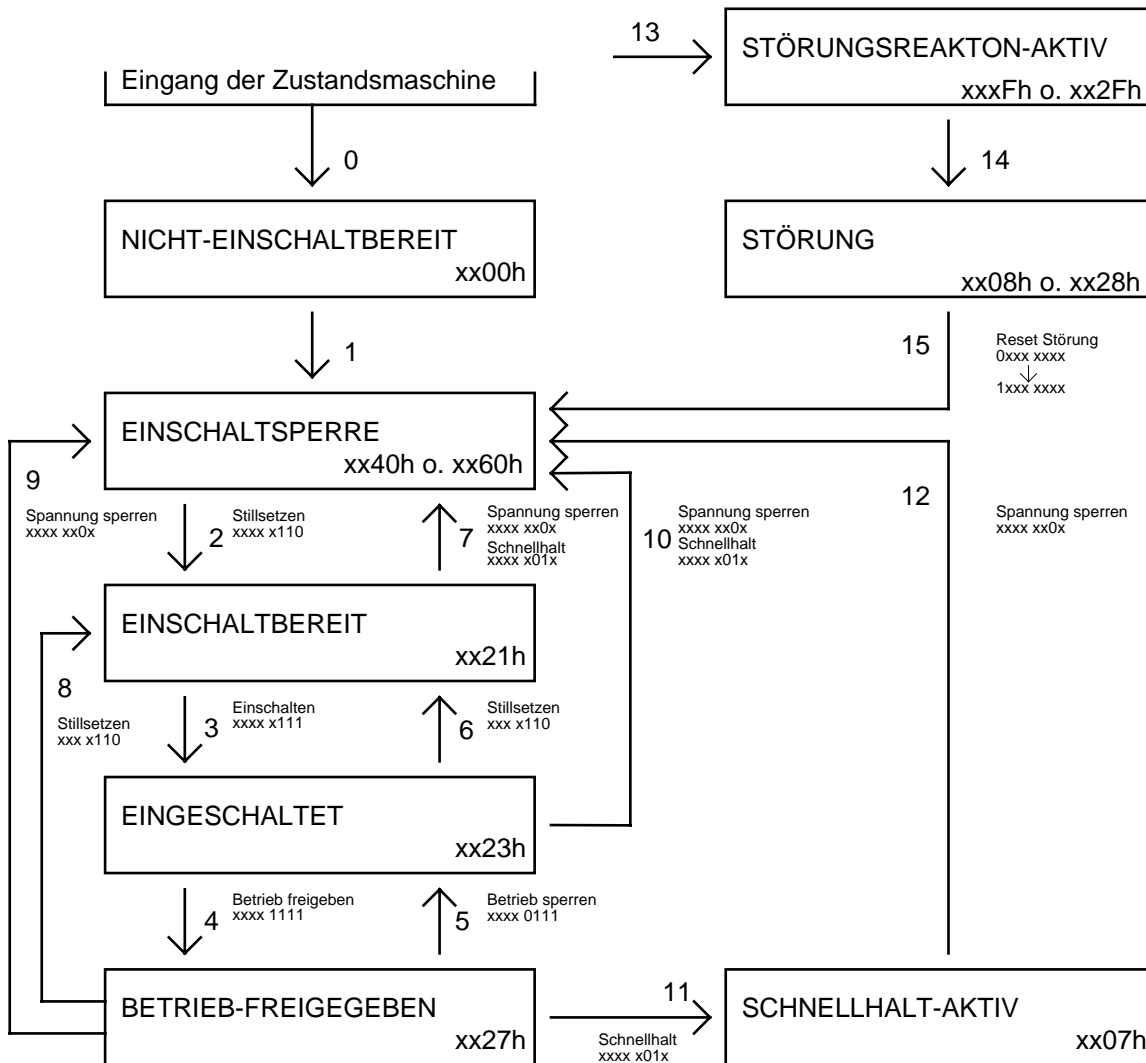 13
STÖRUNGSREAKTON-AKTIV
xxxFh o. xx2Fh
Eingang der Zustandsmaschine
0
14
NICHT-EINSCHALTBEREIT
xx00h
STÖRUNG
xx08h o. xx28h
1
15
Reset Störung
0xxx xxxx
1xxx xxxx
EINSCHALTSPERRE
xx40h o. xx60h
9
Spannung sperren
xxxx xx0x
2
Stillsetzen
xxxx x110
7
Spannung sperren
xxxx xx0x
Schnellhalt
xxxx x01x
10
Spannung sperren
xxxx xx0x
Schnellhalt
xxxx x01x
12
Spannung sperren
xxxx xx0x
EINSCHALTBEREIT
xx21h
8
Stillsetzen
xxx x110
3
Einschalten
xxxx x111
6
Stillsetzen
xxx x110
EINGESCHALTET
xx23h
4
Betrieb freigeben
xxxx 1111
5
Betrieb sperren
xxxx 0111
BETRIEB-FREIGEGEBEN
xx27h
11
Schnellhalt
xxxx x01x
SCHNELLHALT-AKTIV
xx07h